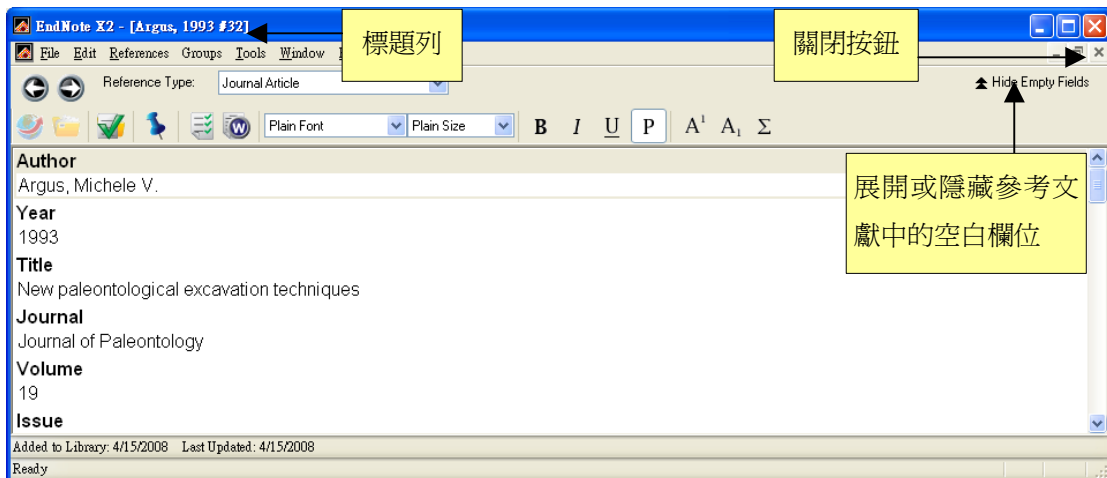 EndNote X2 - [Argus, 1993 #32]
標題列
關閉按鈕
File Edit References Groups Tools Window
Reference Type: Journal Article
Hide Empty Fields
Plain Font Plain Size B I U P A1 A1 Σ
Author
Argus, Michele V.
展開或隱藏參考文
獻中的空白欄位
Year
1993
Title
New paleontological excavation techniques
Journal
Journal of Paleontology
Volume
19
Issue
Added to Library: 4/15/2008 Last Updated: 4/15/2008
Ready